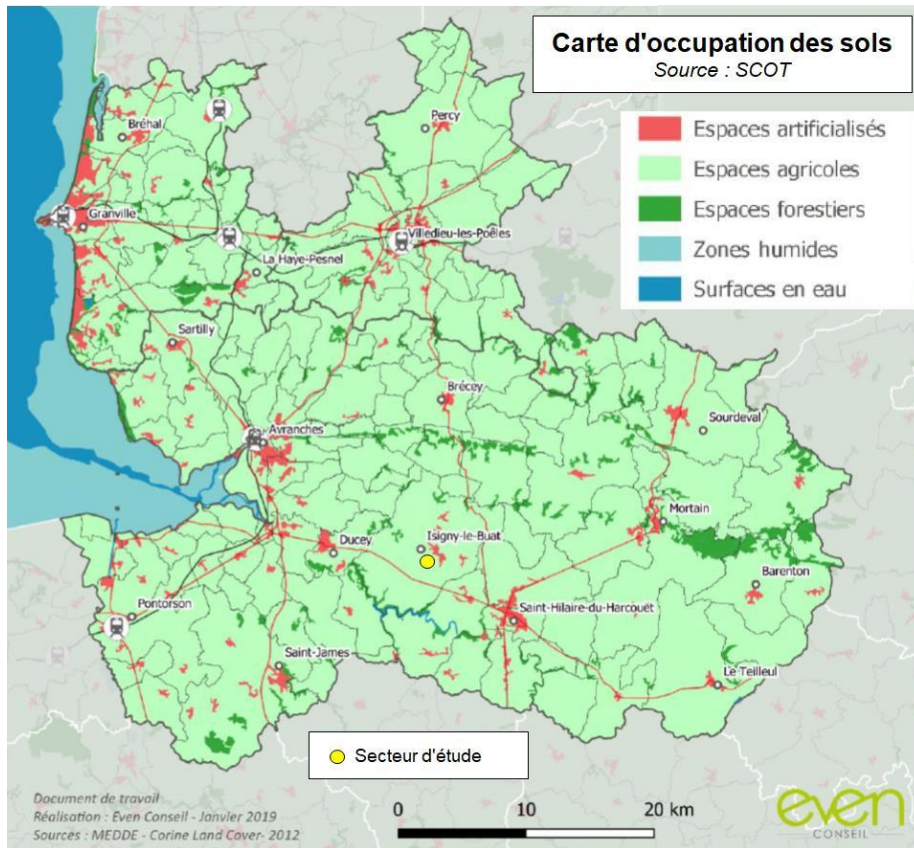 Carte d'occupation des sols
Source : SCOT
Espaces artificialisés
Espaces agricoles
Espaces forestiers
Zones humides
Surfaces en eau
Percy
Bréhal
Granville
Villedieu-les-Poêles
La Haye-Pesnel
Sartilly
Brécey
Sourdeval
Avranches
Mortain
Ducey
Isigny-le-Buat
Barenton
Pontorson
Saint-Hilaire-du-Harcouët
Saint-James
Le Teilleul
Secteur d'étude
Document de travail
Réalisation : Even Conseil - Janvier 2019
Sources : MEDDE - Corine Land Cover- 2012
0 10 20 km
even
CONSEIL